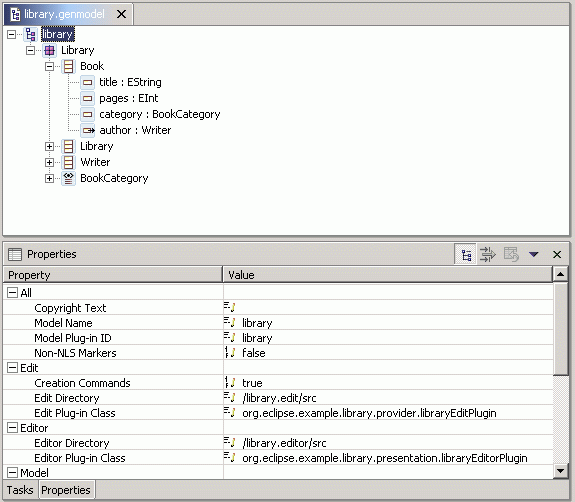 library.genmodel
library
Library
Book
title : EString
pages : EInt
category : BookCategory
author : Writer
Library
Writer
BookCategory
Properties
Property Value
All
Copyright Text
Model Name library
Model Plug-in ID library
Non-NLS Markers false
Edit
Creation Commands true
Edit Directory /library.edit/src
Edit Plug-in Class org.eclipse.example.library.provider.libraryEditPlugin
Editor
Editor Directory /library.editor/src
Editor Plug-in Class org.eclipse.example.library.presentation.libraryEditorPlugin
Model
Tasks Properties